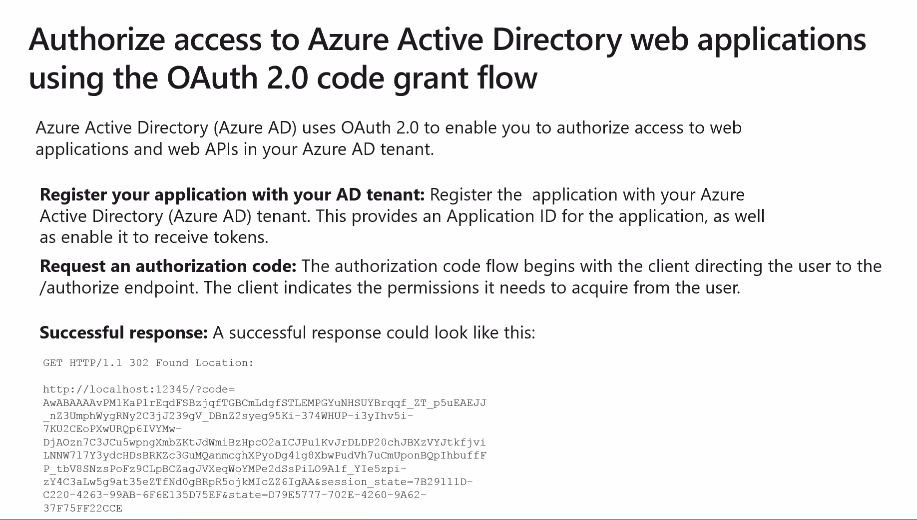 Authorize access to Azure Active Directory web applications
using the OAuth 2.0 code grant flow
Azure Active Directory (Azure AD) uses OAuth 2.0 to enable you to authorize access to web
applications and web APIs in your Azure AD tenant.
Register your application with your AD tenant: Register the application with your Azure
Active Directory (Azure AD) tenant. This provides an Application ID for the application, as well
as enable it to receive tokens.
Request an authorization code: The authorization code flow begins with the client directing the user to the
/authorize endpoint. The client indicates the permissions it needs to acquire from the user.
Successful response: A successful response could look like this:
GET HTTP/1.1 302 Found Location:
http://localhost:12345/?code=
AwABAAAAvPM1KaPlrEqdFSBzjqfTGBCmLdgfSTLEMPGYuNHSUYBrqqf_ZT_p5uEAEJJ
_nZ3UmphWygRNy2C3jJ239gV_DBnZ2syeg95Ki-374WHUP-i3yIhv5i-
7KU2CEoPXwURQp6IVYMw-
DjAOzn7C3JCu5wpngXmbZKtJdWmiBzHpcO2aICJPu1KvJrDLDP20chJBXzVYJtkfjvi
LNNW7l7Y3ydcHDsBRKZc3GuMQanmcghXPyoDg41g8XbwPudVh7uCmUponBQpIhbuffF
P_tbV8SNzsPoFz9CLpBCZagJVXeqWoYMPe2dSsPiLO9Alf_YIe5zpi-
zY4C3aLw5g9at35eZTfNd0gBRpR5ojkMIcZZ6IgAA&session_state=7B29111D-
C220-4263-99AB-6F6E135D75EF&state=D79E5777-702E-4260-9A62-
37F75FF22CCE